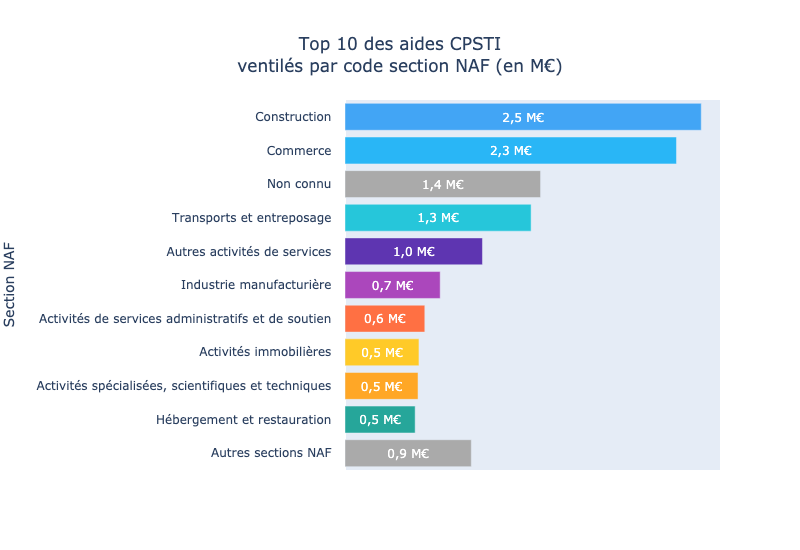 Top 10 des aides CPSTI
ventilés par code section NAF (en M€)
Section NAF
Construction 2,5 M€
Commerce 2,3 M€
Non connu 1,4 M€
Transports et entreposage 1,3 M€
Autres activités de services 1,0 M€
Industrie manufacturière 0,7 M€
Activités de services administratifs et de soutien 0,6 M€
Activités immobilières 0,5 M€
Activités spécialisées, scientifiques et techniques 0,5 M€
Hébergement et restauration 0,5 M€
Autres sections NAF 0,9 M€